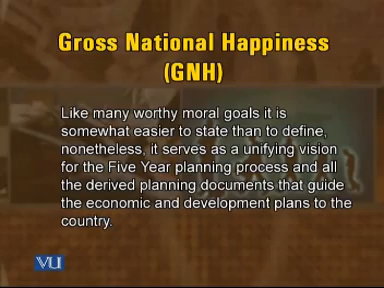 Gross National Happiness
(GNH)
Like many worthy moral goals it is
somewhat easier to state than to define,
nonetheless, it serves as a unifying vision
for the Five Year planning process and all
the derived planning documents that guide
the economic and development plans to the
country.
VU